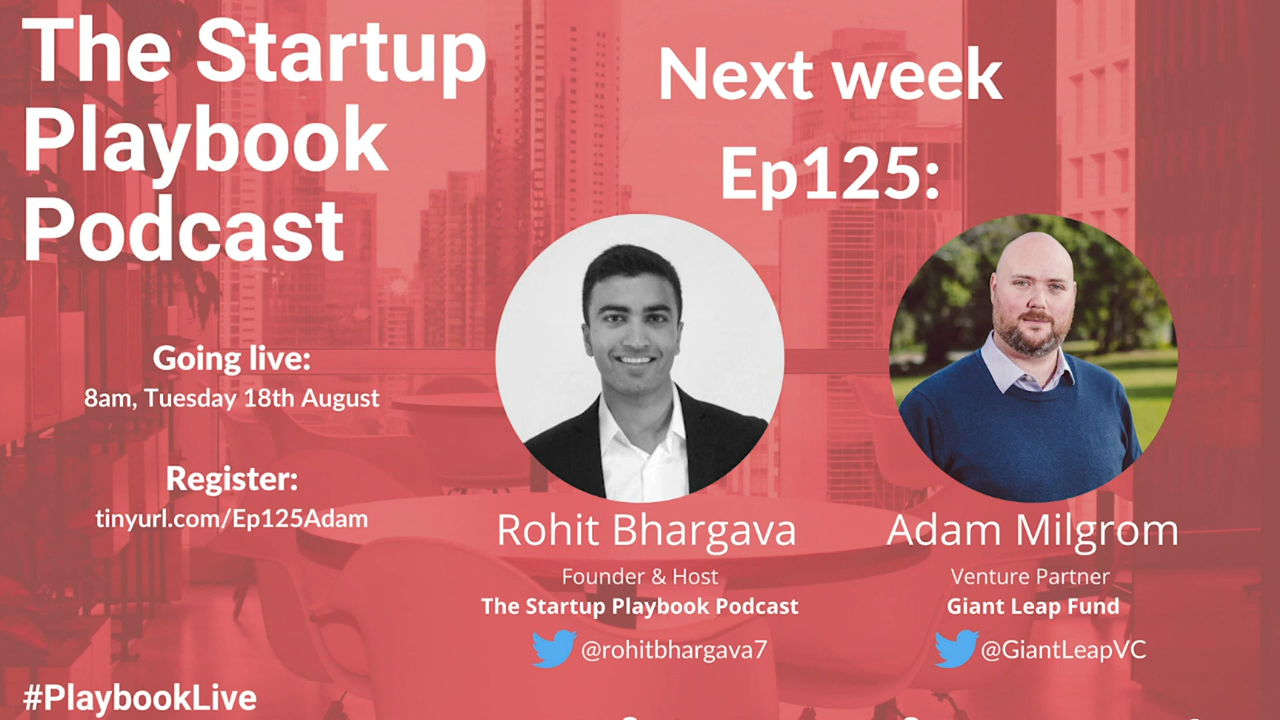 The Startup
Playbook
Podcast
Next week
Ep125:
Going live:
8am, Tuesday 18th August
Register:
tinyurl.com/Ep125Adam
Rohit Bhargava
Founder & Host
The Startup Playbook Podcast
@rohitbhargava7
Adam Milgrom
Venture Partner
Giant Leap Fund
@GiantLeapVC
#PlaybookLive